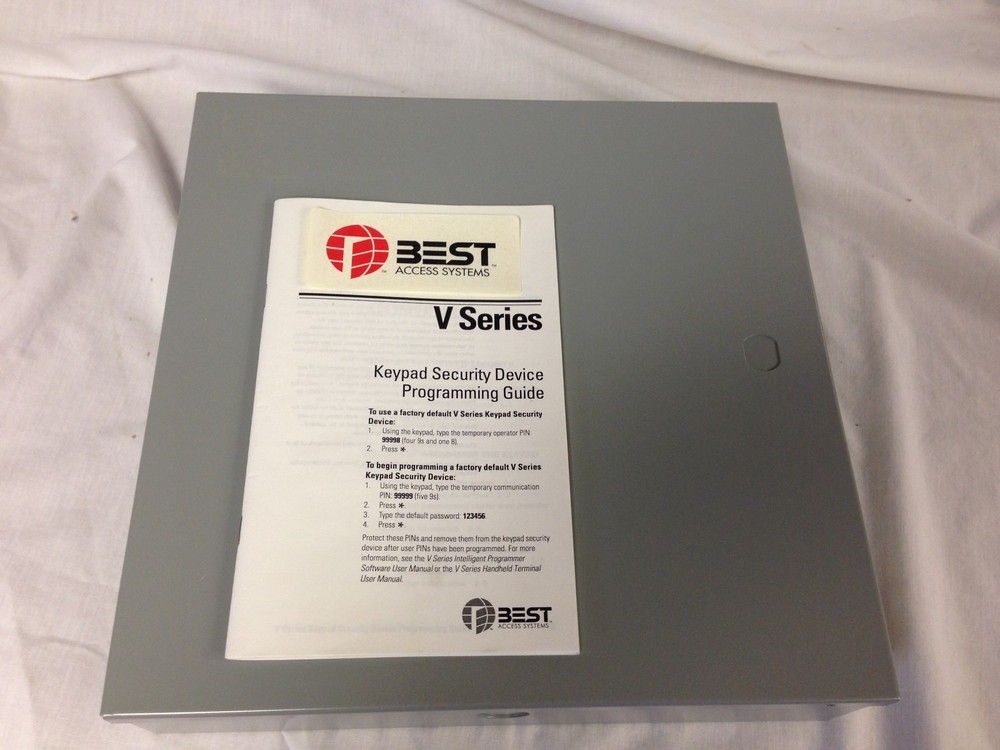 BEST™
ACCESS SYSTEMS
V Series
Keypad Security Device
Programming Guide
To use a factory default V Series Keypad Security
Device:
1. Using the keypad, type the temporary operator PIN:
99998 (four 9s and one 8).
2. Press *.
To begin programming a factory default V Series
Keypad Security Device:
1. Using the keypad, type the temporary communication
PIN: 99999 (five 9s).
2. Press *.
3. Type the default password: 123456.
4. Press *.
Protect these PINs and remove them from the keypad security
device after user PINs have been programmed. For more
information, see the V Series Intelligent Programmer
Software User Manual or the V Series Handheld Terminal
User Manual.
BEST™
ACCESS SYSTEMS